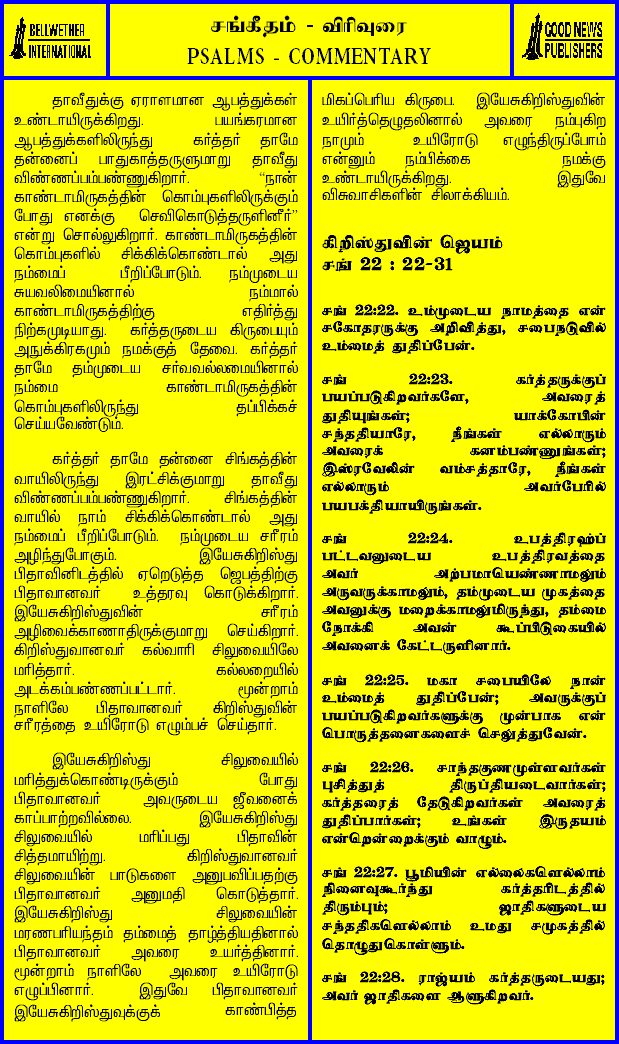 BELLWETHER
INTERNATIONAL
சங்கீதம் - விரிவுரை
PSALMS - COMMENTARY
GOOD NEWS
PUBLISHERS
தாவீதுக்கு ஏராளமான ஆபத்துக்கள்
உண்டாயிருக்கிறது. பயங்கரமான
ஆபத்துக்களிலிருந்து கர்த்தர் தாமே
தன்னைப் பாதுகாத்தருளுமாறு தாவீது
விண்ணப்பம்பண்ணுகிறார். “நான்
காண்டாமிருகத்தின் கொம்புகளிலிருக்கும்
போது எனக்கு செவிகொடுத்தருளினீர்”
என்று சொல்லுகிறார். காண்டாமிருகத்தின்
கொம்புகளில் சிக்கிக்கொண்டால் அது
நம்மைப் பீறிப்போடும். நம்முடைய
சுயவலிமையினால் நம்மால்
காண்டாமிருகத்திற்கு எதிர்த்து
நிற்கமுடியாது. கர்த்தருடைய கிருபையும்
அநுக்கிரகமும் நமக்குத் தேவை. கர்த்தர்
தாமே தம்முடைய சர்வவல்லமையினால்
நம்மை காண்டாமிருகத்தின்
கொம்புகளிலிருந்து தப்பிக்கச்
செய்யவேண்டும்.
கர்த்தர் தாமே தன்னை சிங்கத்தின்
வாயிலிருந்து இரட்சிக்குமாறு தாவீது
விண்ணப்பம்பண்ணுகிறார். சிங்கத்தின்
வாயில் நாம் சிக்கிக்கொண்டால் அது
நம்மைப் பீறிப்போடும். நம்முடைய சரீரம்
அழிந்துபோகும். இயேசுகிறிஸ்து
பிதாவினிடத்தில் ஏறெடுத்த ஜெபத்திற்கு
பிதாவானவர் உத்தரவு கொடுக்கிறார்.
இயேசுகிறிஸ்துவின் சரீரம்
அழிவைக்காணாதிருக்குமாறு செய்கிறார்.
கிறிஸ்துவானவர் கல்வாரி சிலுவையிலே
மரித்தார். கல்லறையில்
அடக்கம்பண்ணப்பட்டார். மூன்றாம்
நாளிலே பிதாவானவர் கிறிஸ்துவின்
சரீரத்தை உயிரோடு எழும்பச் செய்தார்.
இயேசுகிறிஸ்து சிலுவையில்
மரித்துக்கொண்டிருக்கும் போது
பிதாவானவர் அவருடைய ஜீவனைக்
காப்பாற்றவில்லை. இயேசுகிறிஸ்து
சிலுவையில் மரிப்பது பிதாவின்
சித்தமாயிற்று. கிறிஸ்துவானவர்
சிலுவையின் பாடுகளை அனுபவிப்பதற்கு
பிதாவானவர் அனுமதி கொடுத்தார்.
இயேசுகிறிஸ்து சிலுவையின்
மரணபரியந்தம் தம்மைத் தாழ்த்தியதினால்
பிதாவானவர் அவரை உயர்த்தினார்.
மூன்றாம் நாளிலே அவரை உயிரோடு
எழுப்பினார். இதுவே பிதாவானவர்
இயேசுகிறிஸ்துவுக்குக் காண்பித்த
மிகப்பெரிய கிருபை. இயேசுகிறிஸ்துவின்
உயிர்த்தெழுதலினால் அவரை நம்புகிற
நாமும் உயிரோடு எழுந்திருப்போம்
என்னும் நம்பிக்கை நமக்கு
உண்டாயிருக்கிறது. இதுவே
விசுவாசிகளின் சிலாக்கியம்.
கிறிஸ்துவின் ஜெயம்
சங் 22 : 22-31
சங் 22:22. உம்முடைய நாமத்தை என்
சகோதரருக்கு அறிவித்து, சபைநடுவில்
உம்மைத் துதிப்பேன்.
சங் 22:23. கர்த்தருக்குப்
பயப்படுகிறவர்களே, அவரைத்
துதியுங்கள்; யாக்கோபின்
சந்ததியாரே, நீங்கள் எல்லாரும்
அவரைக் கனம்பண்ணுங்கள்;
இஸ்ரவேலின் வம்சத்தாரே, நீங்கள்
எல்லாரும் அவர்பேரில்
பயபக்தியாயிருங்கள்.
சங் 22:24. உபத்திரவப்
பட்டவனுடைய உபத்திரவத்தை
அவர் அற்பமாயெண்ணாமலும்
அருவருக்காமலும், தம்முடைய முகத்தை
அவனுக்கு மறைக்காமலுமிருந்து, தம்மை
நோக்கி அவன் கூப்பிடுகையில்
அவனைக் கேட்டருளினார்.
சங் 22:25. மகா சபையிலே நான்
உம்மைத் துதிப்பேன்; அவருக்குப்
பயப்படுகிறவர்களுக்கு முன்பாக என்
பொருத்தனைகளைச் செலுத்துவேன்.
சங் 22:26. சாந்தகுணமுள்ளவர்கள்
புசித்துத் திருப்தியடைவார்கள்;
கர்த்தரைத் தேடுகிறவர்கள் அவரைத்
துதிப்பார்கள்; உங்கள் இருதயம்
என்றென்றைக்கும் வாழும்.
சங் 22:27. பூமியின் எல்லைகளெல்லாம்
நினைவுகூர்ந்து கர்த்தரிடத்தில்
திரும்பும்; ஜாதிகளுடைய
சந்ததிகளெல்லாம் உமது சமுகத்தில்
தொழுதுகொள்ளும்.
சங் 22:28. ராஜ்யம் கர்த்தருடையது;
அவர் ஜாதிகளை ஆளுகிறவர்.